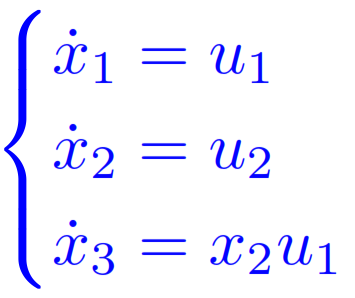 ẋ₁ = u₁
ẋ₂ = u₂
ẋ₃ = x₂u₁